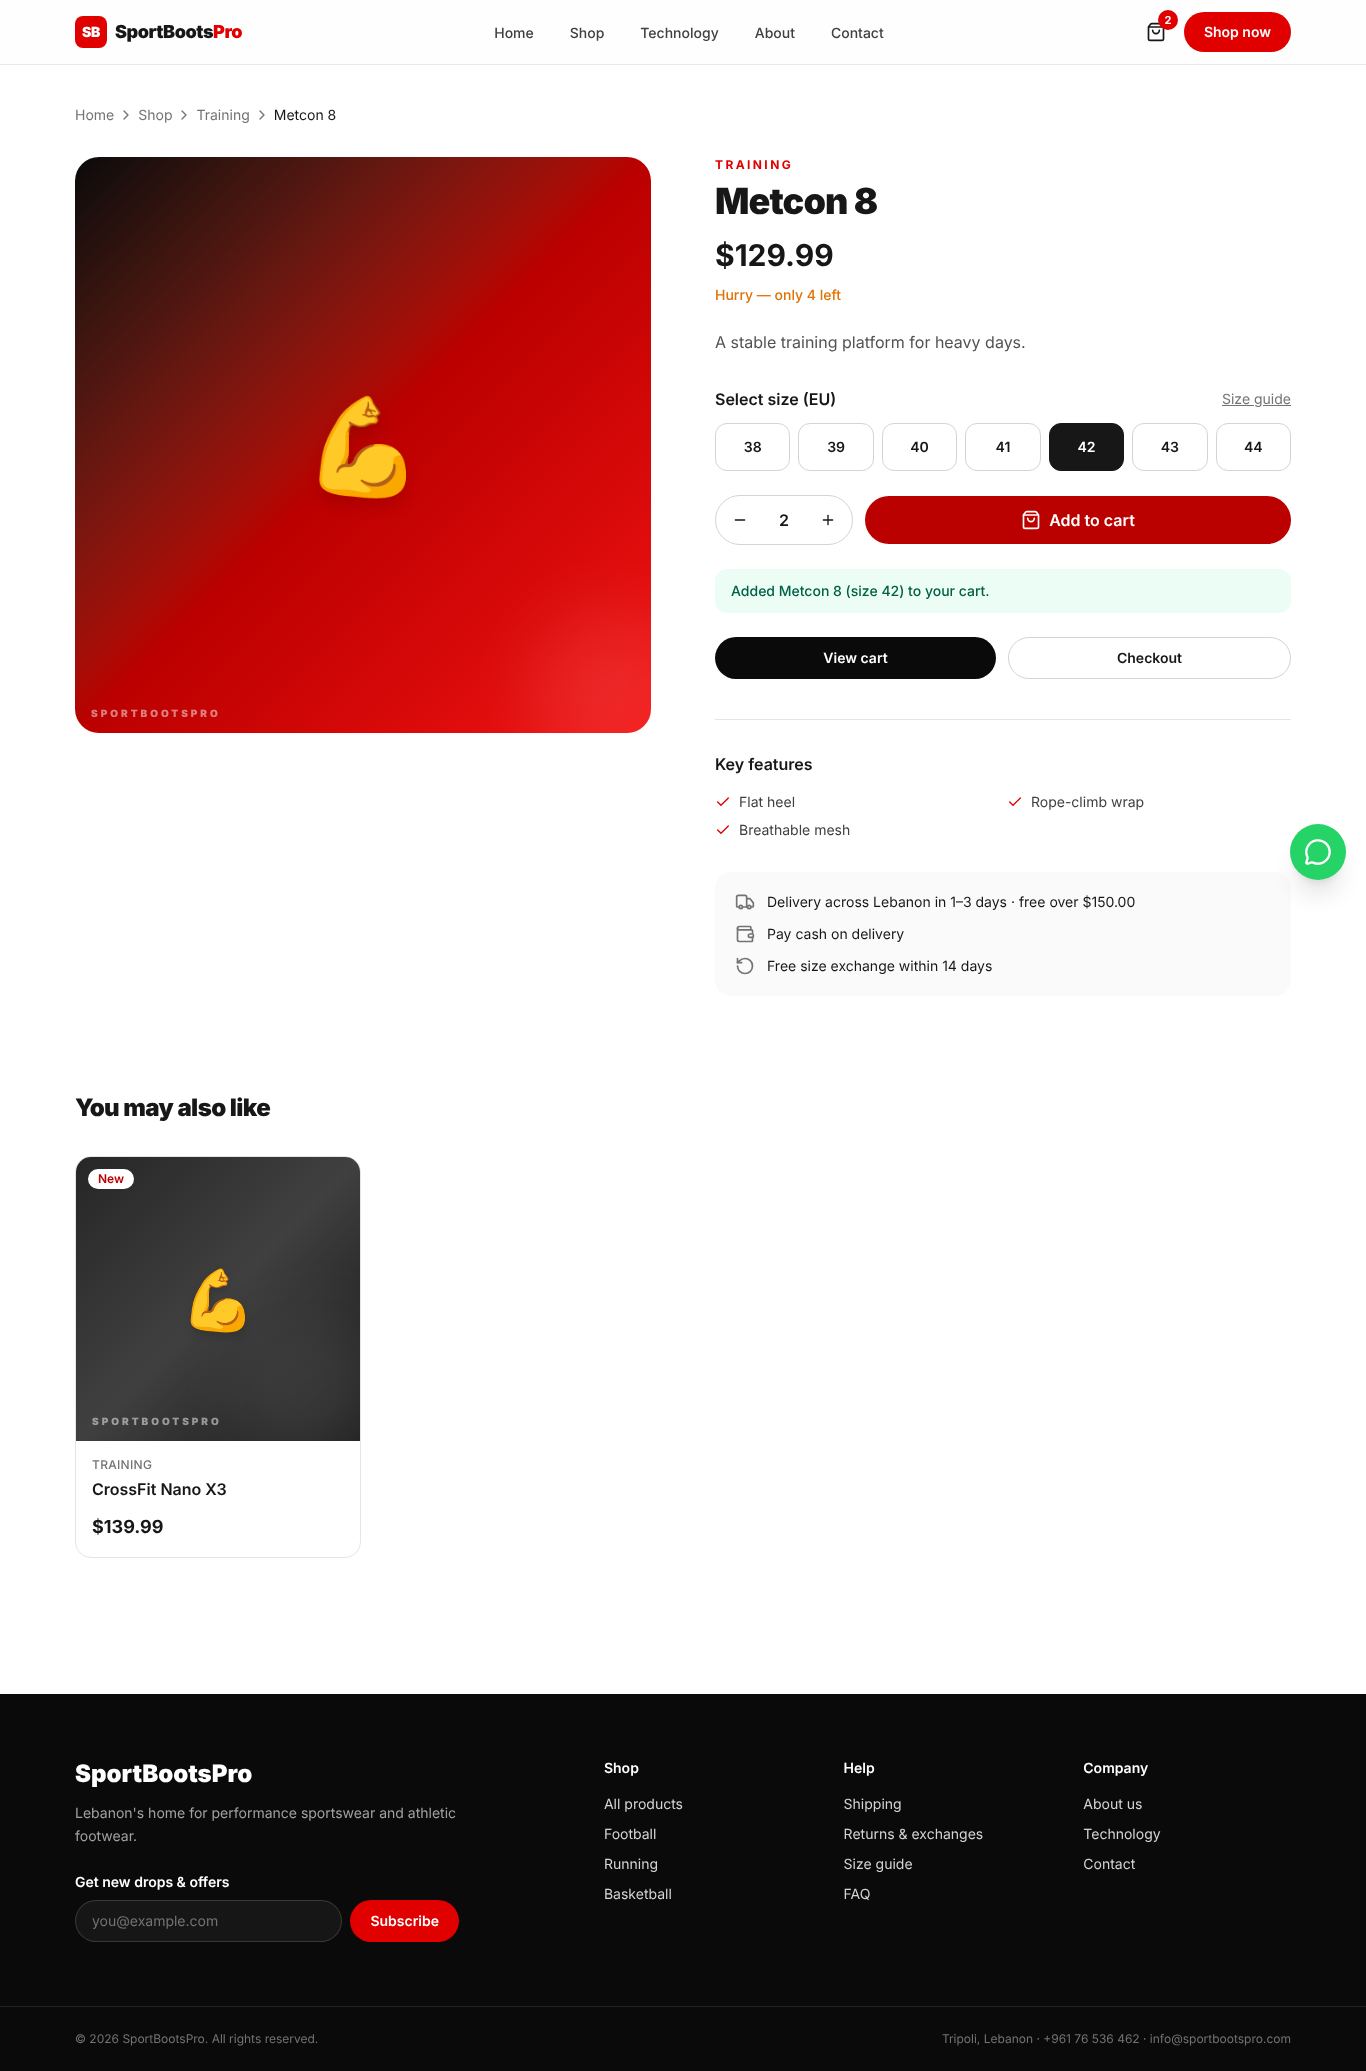 SB SportBootsPro
Home Shop Technology About Contact
2
Shop now
Home > Shop > Training > Metcon 8
SPORTBOOTSPRO
TRAINING
Metcon 8
$129.99
Hurry — only 4 left
A stable training platform for heavy days.
Select size (EU) Size guide
38 39 40 41 42 43 44
− 2 + Add to cart
Added Metcon 8 (size 42) to your cart.
View cart Checkout
Key features
Flat heel Rope-climb wrap
Breathable mesh
Delivery across Lebanon in 1–3 days · free over $150.00
Pay cash on delivery
Free size exchange within 14 days
You may also like
New
SPORTBOOTSPRO
TRAINING
CrossFit Nano X3
$139.99
SportBootsPro
Lebanon's home for performance sportswear and athletic
footwear.
Get new drops & offers
you@example.com Subscribe
Shop
All products
Football
Running
Basketball
Help
Shipping
Returns & exchanges
Size guide
FAQ
Company
About us
Technology
Contact
© 2026 SportBootsPro. All rights reserved.
Tripoli, Lebanon · +961 76 536 462 · info@sportbootspro.com